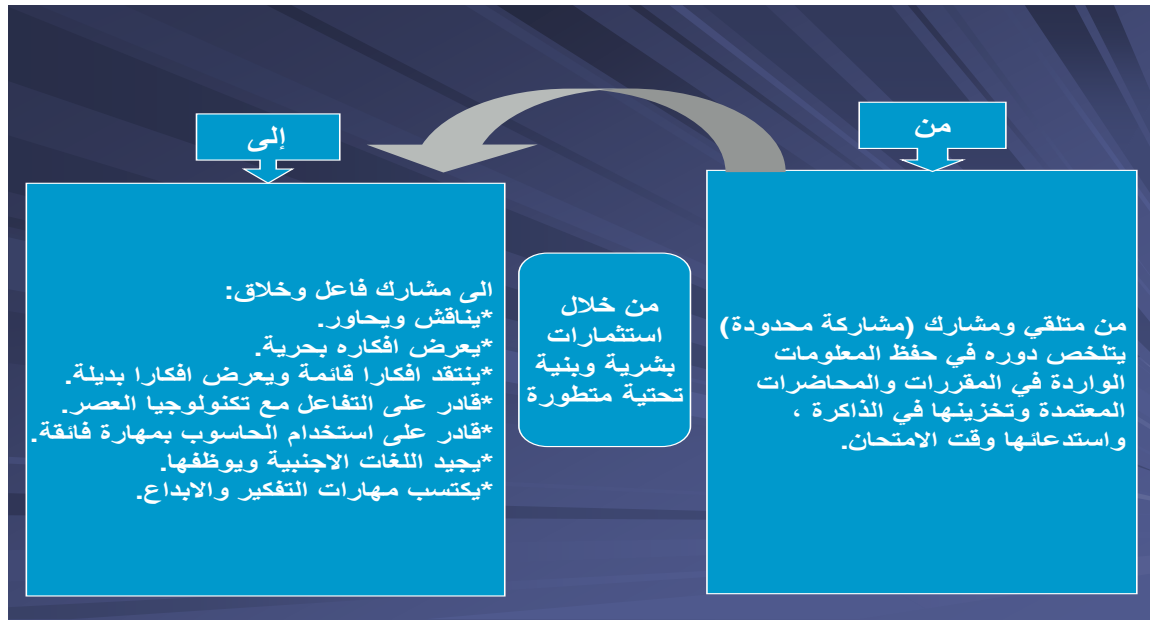 من
من متلقي ومشارك (مشاركة محدودة)
يتلخص دوره في حفظ المعلومات
الواردة في المقررات والمحاضرات
المعتمدة وتخزينها في الذاكرة ،
واستدعائها وقت الامتحان.
من خلال
استثمارات
بشرية وبنية
تحتية متطورة
إلى
الى مشارك فاعل وخلاق:
*يناقش ويحاور.
*يعرض افكاره بحرية.
*ينتقد افكارا قائمة ويعرض افكارا بديلة.
*قادر على التفاعل مع تكنولوجيا العصر.
*قادر على استخدام الحاسوب بمهارة فائقة.
*يجيد اللغات الاجنبية ويوظفها.
*يكتسب مهارات التفكير والابداع.